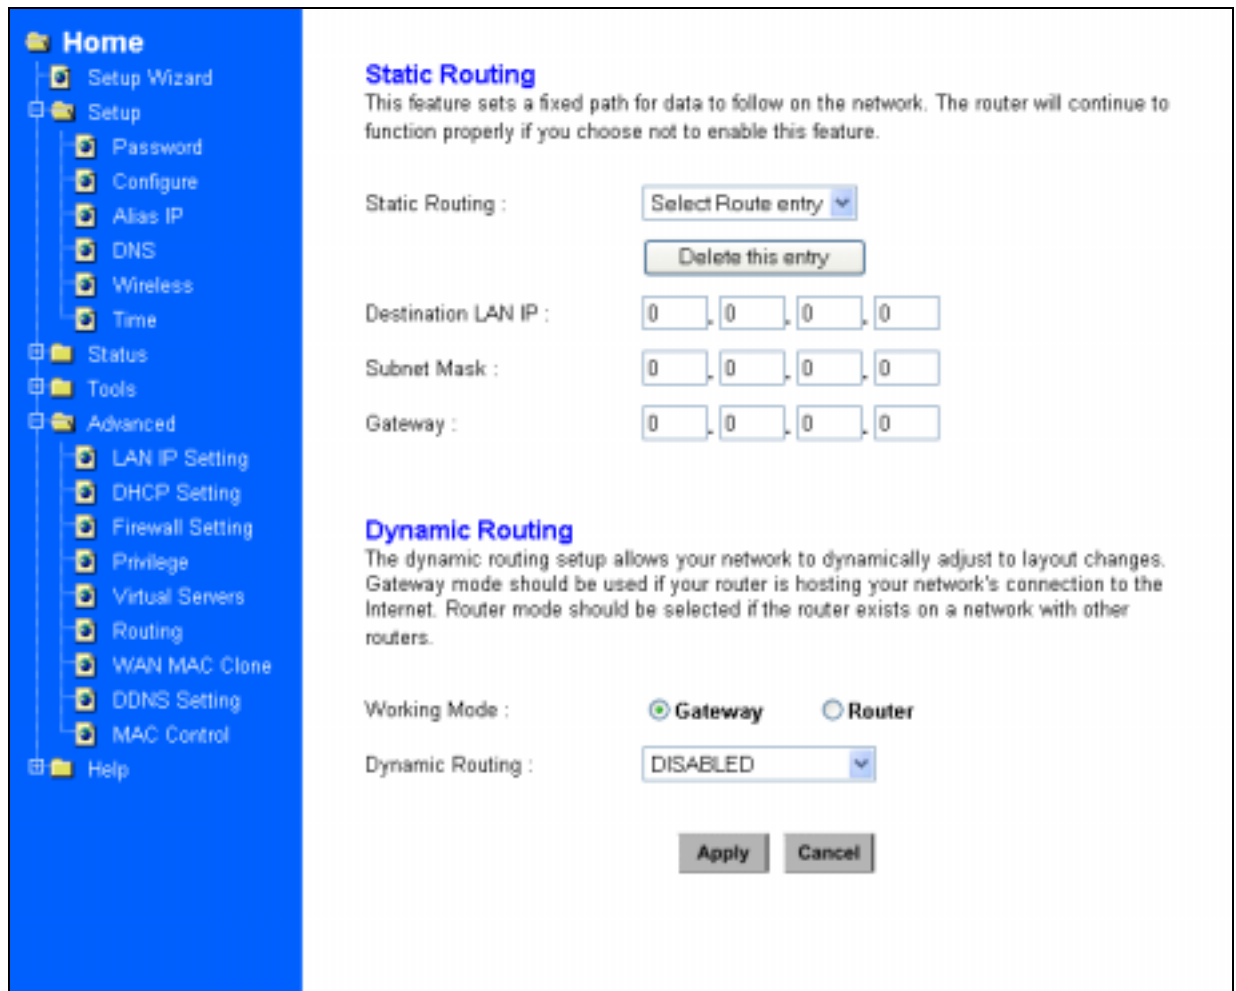 Home
Setup Wizard
Setup
Password
Configure
Alias IP
DNS
Wireless
Time
Status
Tools
Advanced
LAN IP Setting
DHCP Setting
Firewall Setting
Privilege
Virtual Servers
Routing
WAN MAC Clone
DDNS Setting
MAC Control
Help
Static Routing
This feature sets a fixed path for data to follow on the network. The router will continue to
function properly if you choose not to enable this feature.
Static Routing : Select Route entry
Delete this entry
Destination LAN IP : 0 . 0 . 0 . 0
Subnet Mask : 0 . 0 . 0 . 0
Gateway : 0 . 0 . 0 . 0
Dynamic Routing
The dynamic routing setup allows your network to dynamically adjust to layout changes.
Gateway mode should be used if your router is hosting your network's connection to the
Internet. Router mode should be selected if the router exists on a network with other
routers.
Working Mode : Gateway Router
Dynamic Routing : DISABLED
Apply Cancel